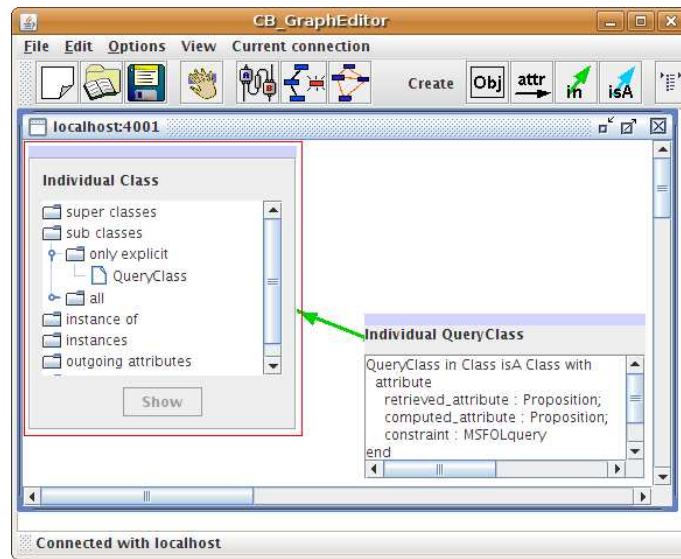 CB_GraphEditor
File Edit Options View Current connection
Create Obj attr in isA
localhost:4001
Individual Class
super classes
sub classes
only explicit
QueryClass
all
instance of
instances
outgoing attributes
Show
Individual QueryClass
QueryClass in Class isA Class with
attribute
retrieved_attribute : Proposition;
computed_attribute : Proposition;
constraint : MSFOLquery
end
Connected with localhost